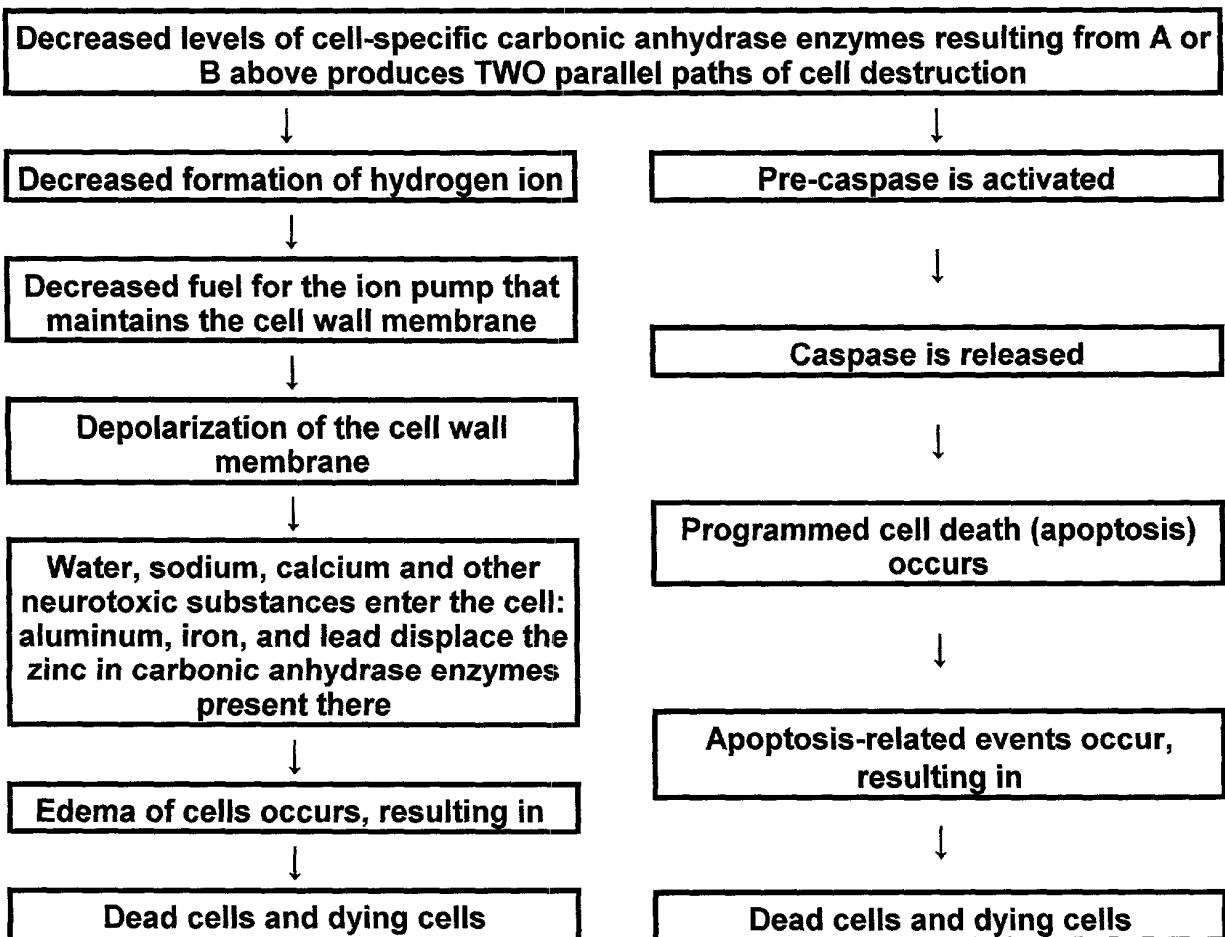 Decreased levels of cell-specific carbonic anhydrase enzymes resulting from A or
B above produces TWO parallel paths of cell destruction
Decreased formation of hydrogen ion
Decreased fuel for the ion pump that
maintains the cell wall membrane
Depolarization of the cell wall
membrane
Water, sodium, calcium and other
neurotoxic substances enter the cell:
aluminum, iron, and lead displace the
zinc in carbonic anhydrase enzymes
present there
Edema of cells occurs, resulting in
Dead cells and dying cells
Pre-caspase is activated
Caspase is released
Programmed cell death (apoptosis)
occurs
Apoptosis-related events occur,
resulting in
Dead cells and dying cells